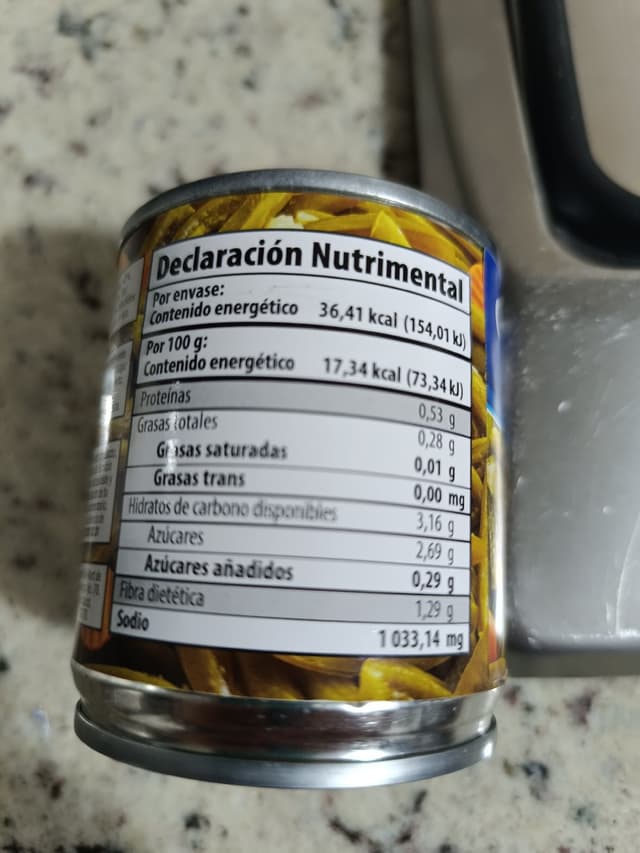 Declaración Nutrimental
Por envase:
Contenido energético 36,41 kcal (154,01 kJ)
Por 100 g:
Contenido energético 17,34 kcal (73,34 kJ)
Proteínas 0,53 g
Grasas totales 0,28 g
Grasas saturadas 0,01 g
Grasas trans 0,00 mg
Hidratos de carbono disponibles 3,16 g
Azúcares 2,69 g
Azúcares añadidos 0,29 g
Fibra dietética 1,29 g
Sodio 1 033,14 mg